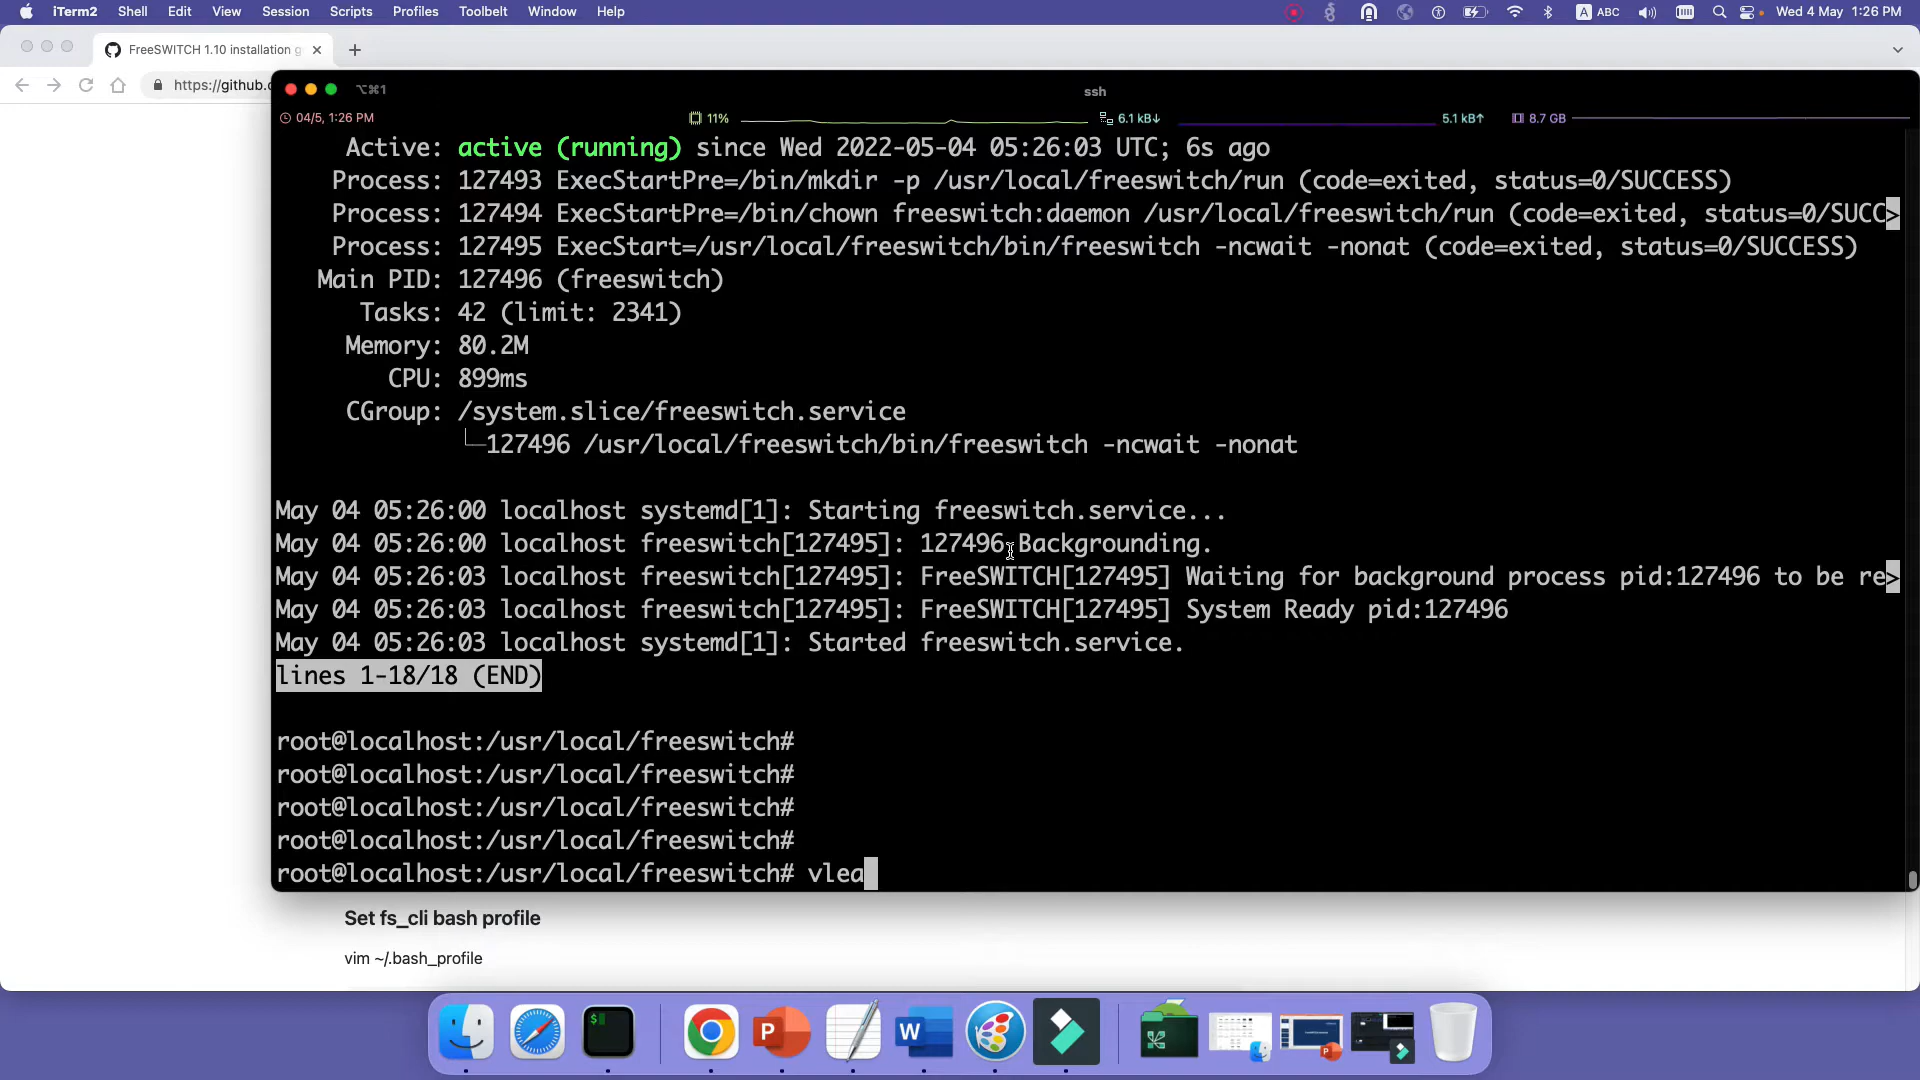 iTerm2 Shell Edit View Session Scripts Profiles Toolbelt Window Help A ABC Wed 4 May 1:26 PM
FreeSWITCH 1.10 installation g
https://github.c
⌥⌘1 ssh
04/5, 1:26 PM 11% 6.1 kB↓ 5.1 kB↑ 8.7 GB
Active: active (running) since Wed 2022-05-04 05:26:03 UTC; 6s ago
Process: 127493 ExecStartPre=/bin/mkdir -p /usr/local/freeswitch/run (code=exited, status=0/SUCCESS)
Process: 127494 ExecStartPre=/bin/chown freeswitch:daemon /usr/local/freeswitch/run (code=exited, status=0/SUCC>
Process: 127495 ExecStart=/usr/local/freeswitch/bin/freeswitch -ncwait -nonat (code=exited, status=0/SUCCESS)
Main PID: 127496 (freeswitch)
Tasks: 42 (limit: 2341)
Memory: 80.2M
CPU: 899ms
CGroup: /system.slice/freeswitch.service
└─127496 /usr/local/freeswitch/bin/freeswitch -ncwait -nonat
May 04 05:26:00 localhost systemd[1]: Starting freeswitch.service...
May 04 05:26:00 localhost freeswitch[127495]: 127496 Backgrounding.
May 04 05:26:03 localhost freeswitch[127495]: FreeSWITCH[127495] Waiting for background process pid:127496 to be re>
May 04 05:26:03 localhost freeswitch[127495]: FreeSWITCH[127495] System Ready pid:127496
May 04 05:26:03 localhost systemd[1]: Started freeswitch.service.
lines 1-18/18 (END)
root@localhost:/usr/local/freeswitch#
root@localhost:/usr/local/freeswitch#
root@localhost:/usr/local/freeswitch#
root@localhost:/usr/local/freeswitch#
root@localhost:/usr/local/freeswitch# vlea
Set fs_cli bash profile
vim ~/.bash_profile